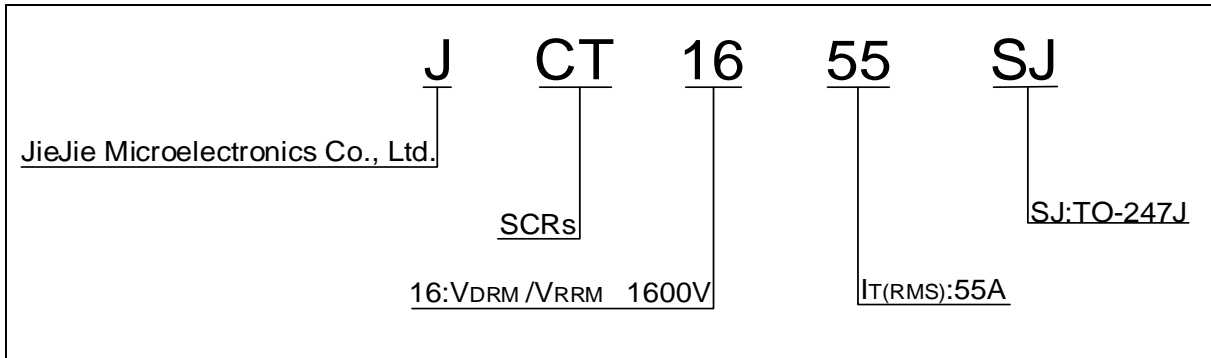 J CT 16 55 SJ
JieJie Microelectronics Co., Ltd.
SCRs
SJ:TO-247J
16:VDRM /VRRM 1600V
IT(RMS):55A